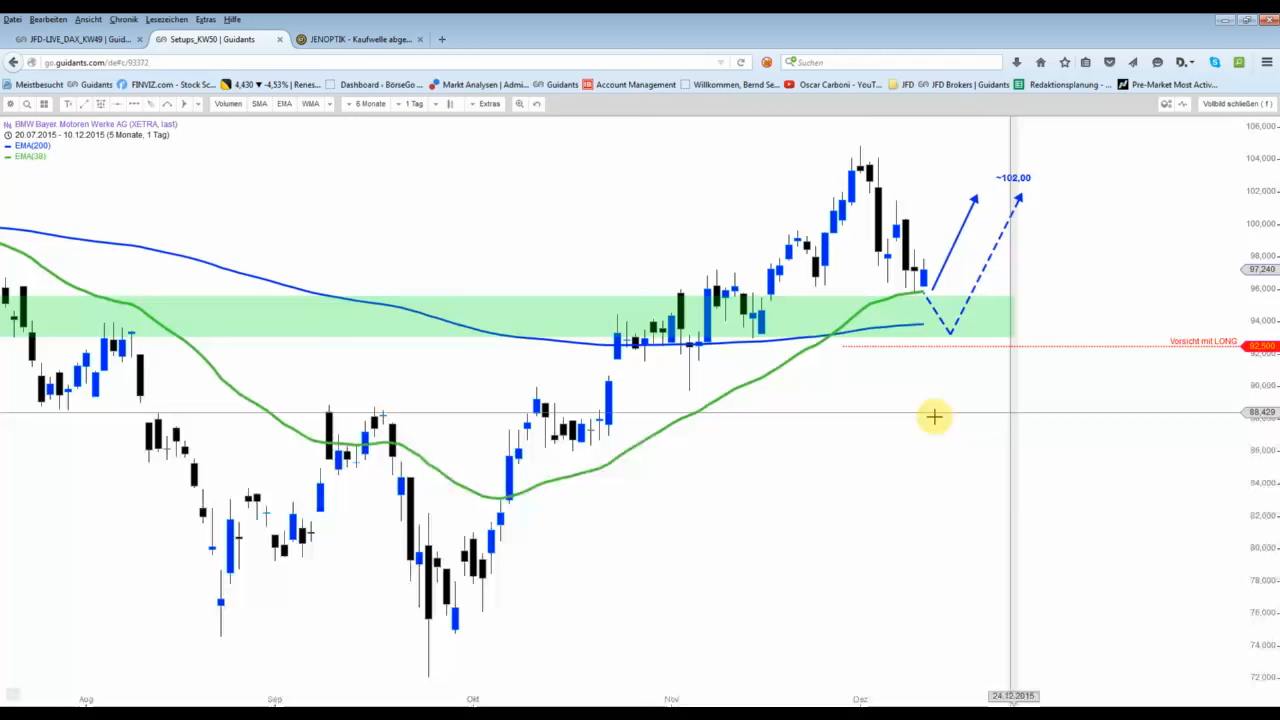 Datei Bearbeiten Ansicht Chronik Lesezeichen Extras Hilfe
JFD-LIVE_DAX_KW49 | Guid... × Setups_KW50 | Guidants × JENOPTIK - Kaufwelle abge... × +
go.guidants.com/de#c/93372 Suchen
Meistbesucht Guidants FINVIZ.com - Stock Sc... 4,430 ▼ -4,53% | Renes... Dashboard - BörseGo ... Markt Analysen | Admi... Guidants Account Management Willkommen, Bernd Se... Oscar Carboni - YouT... JFD JFD Brokers | Guidants Redaktionsplanung - ... Pre-Market Most Activ...
Volumen SMA EMA WMA 6 Monate 1 Tag Extras Vollbild schließen ( f )
BMW Bayer. Motoren Werke AG (XETRA, last)
20.07.2015 - 10.12.2015 (5 Monate, 1 Tag)
EMA(200)
EMA(38)
106,000
104,000
~102,00
102,000
100,000
98,000
97,240
96,000
94,000
Vorsicht mit LONG
92,500
92,000
90,000
88,429
88,000
86,000
84,000
82,000
80,000
78,000
76,000
74,000
72,000
Aug Sep Okt Nov Dez 24.12.2015